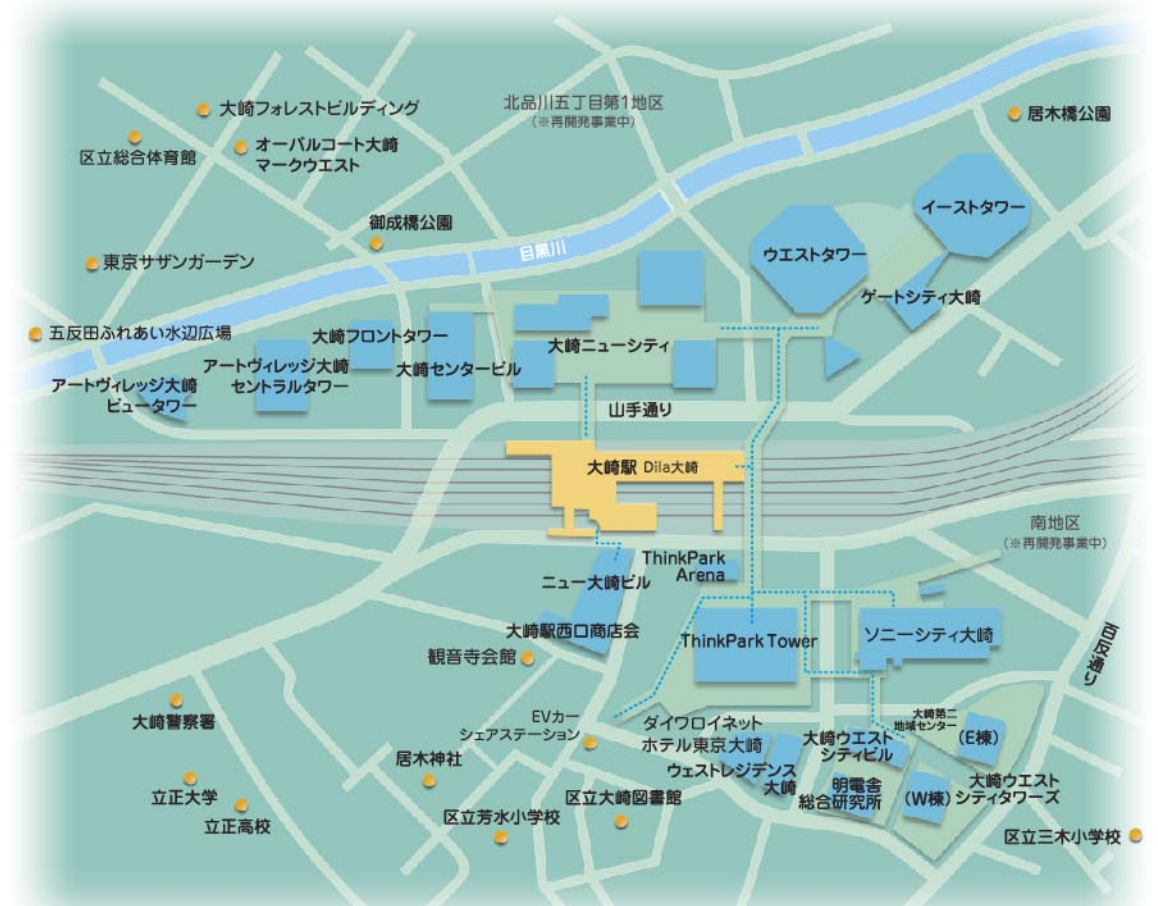 大崎フォレストビルディング
北品川五丁目第1地区
（※再開発事業中）
居木橋公園
区立総合体育館
オーバルコート大崎
マークウエスト
御成橋公園
イーストタワー
目黒川
ウエストタワー
東京サザンガーデン
ゲートシティ大崎
五反田ふれあい水辺広場
大崎フロントタワー
大崎ニューシティ
アートヴィレッジ大崎
セントラルタワー
大崎センタービル
アートヴィレッジ大崎
ビュータワー
山手通り
大崎駅 Dila大崎
南地区
（※再開発事業中）
ThinkPark
Arena
ニュー大崎ビル
大崎駅西口商店会
ThinkPark Tower
ソニーシティ大崎
百反通り
観音寺会館
大崎警察署
EVカー
シェアステーション
ダイワロイネット
ホテル東京大崎
大崎第二
地域センター
大崎ウエスト
シティビル
(E棟)
居木神社
ウェストレジデンス
大崎
立正大学
明電舎
総合研究所
(W棟)
大崎ウエスト
シティタワーズ
立正高校
区立芳水小学校
区立大崎図書館
区立三木小学校